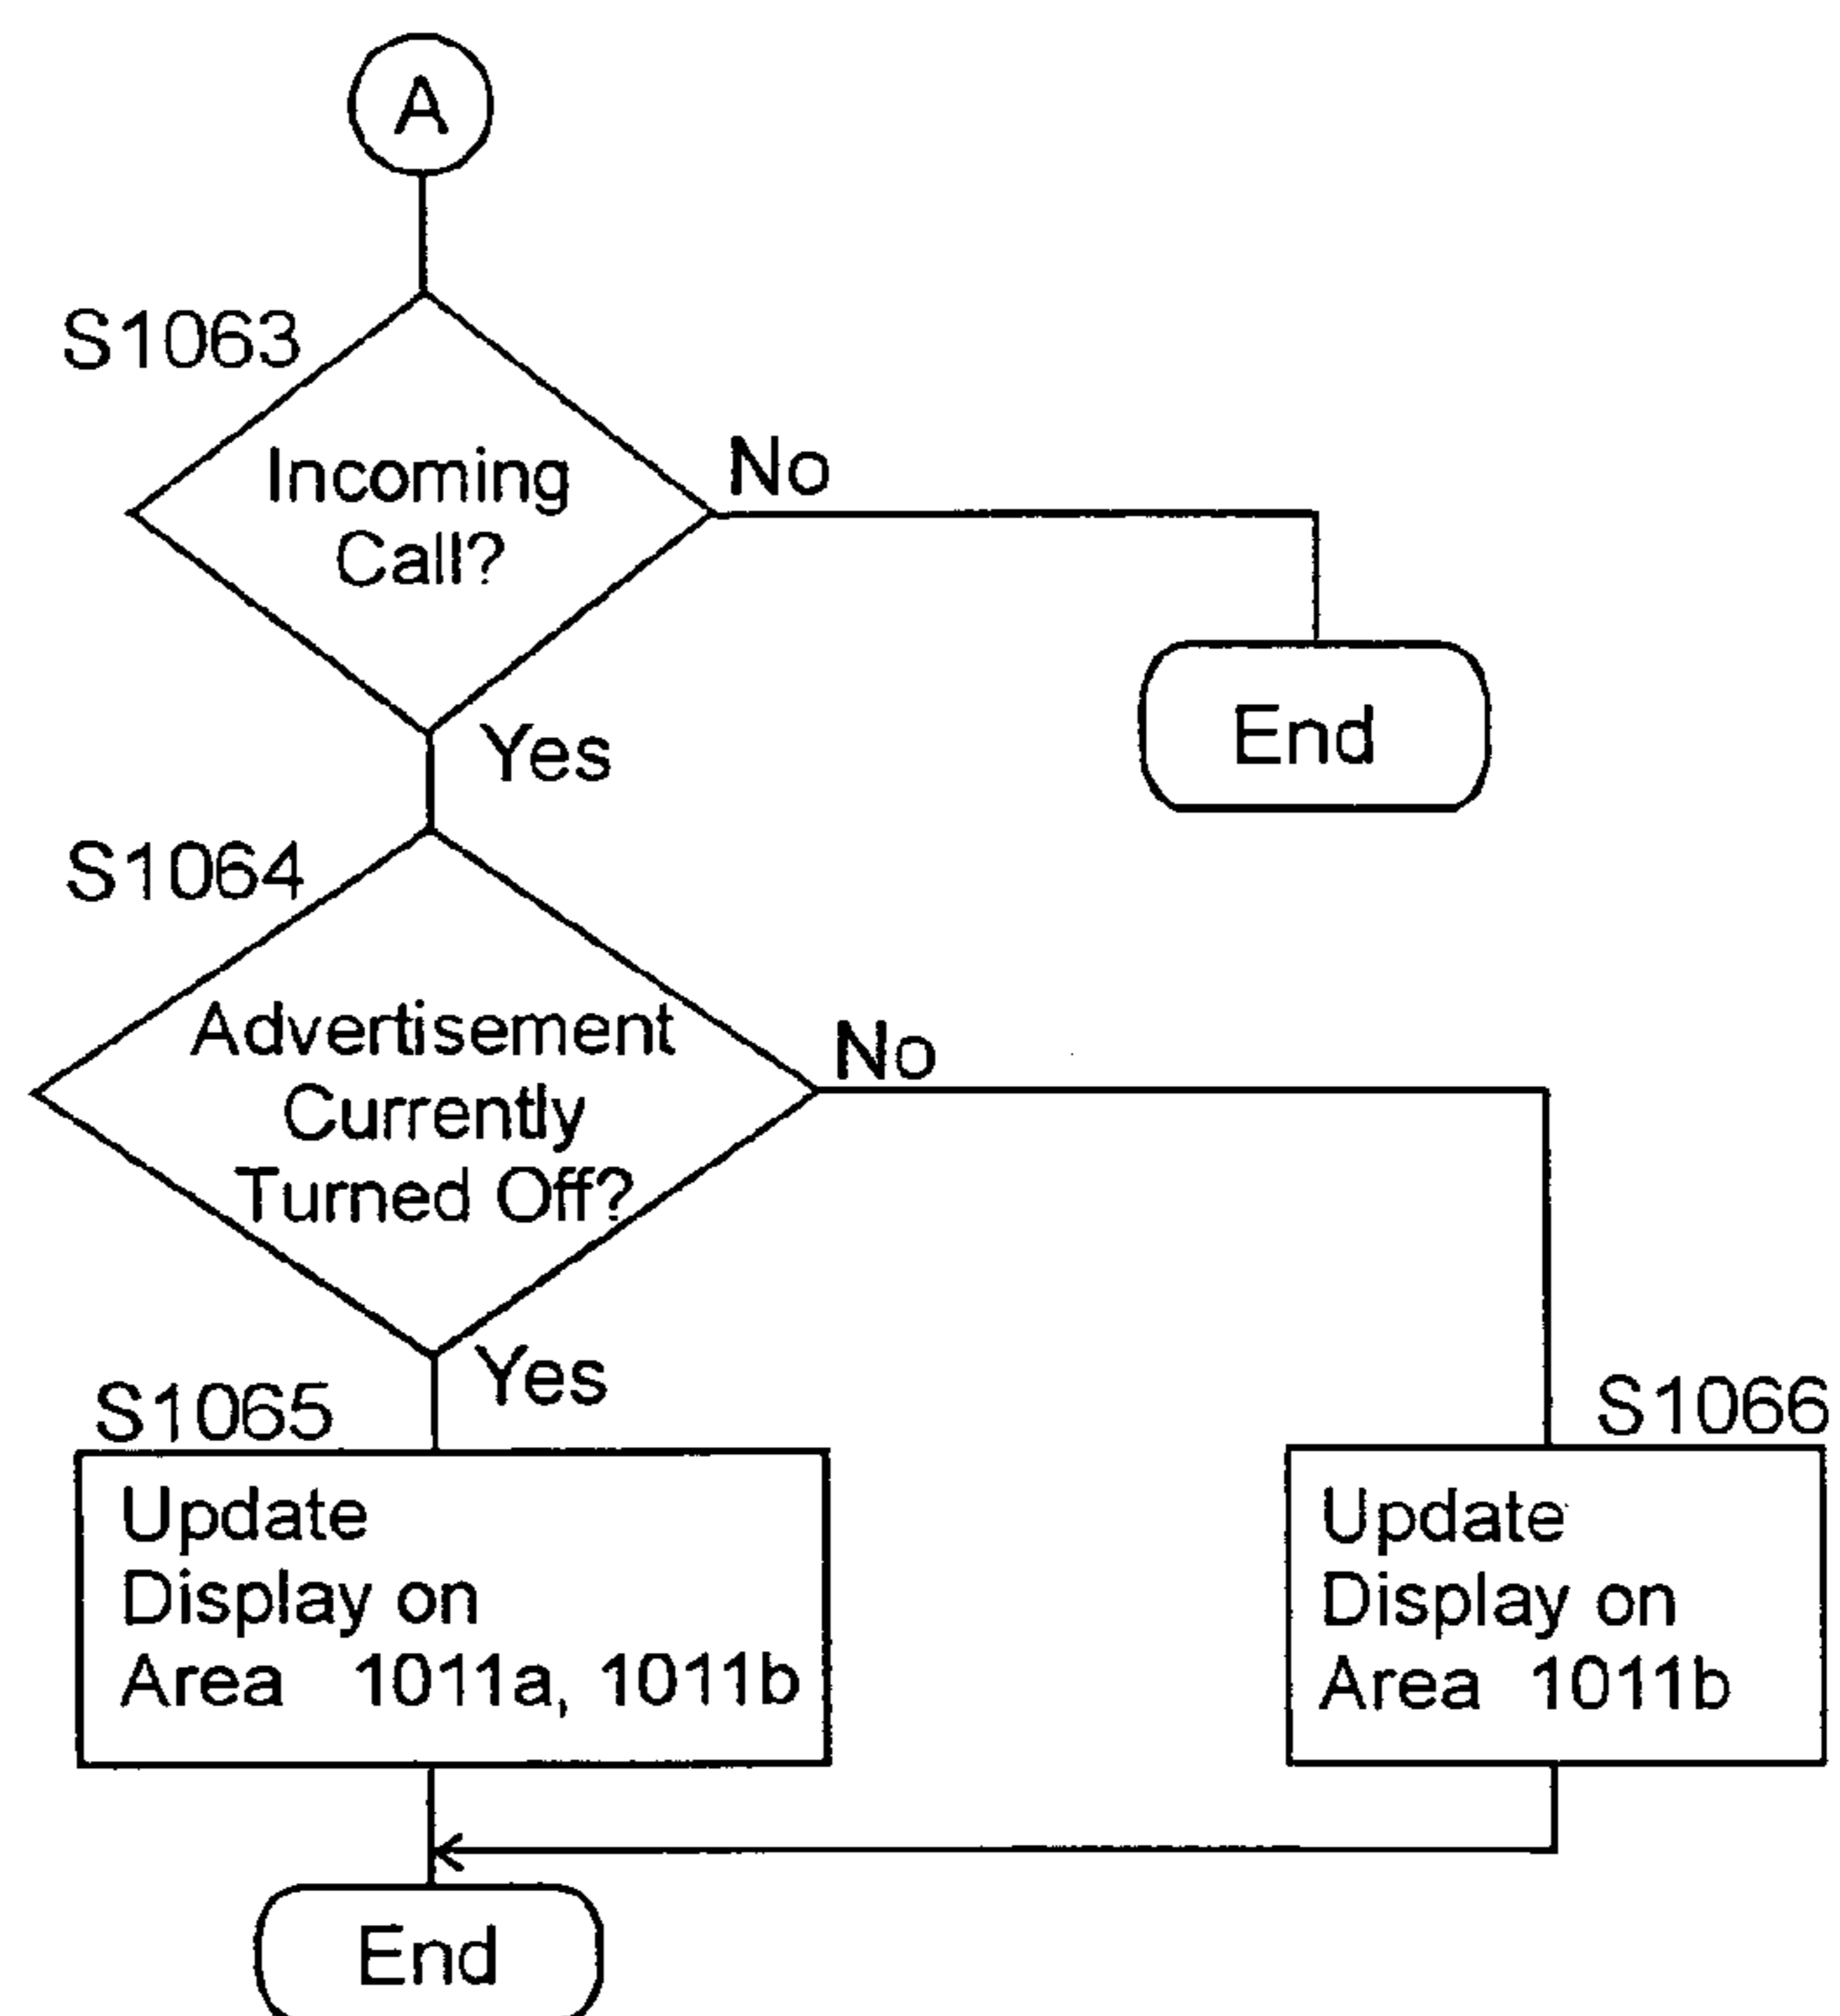 A
S1063
Incoming
Call?
No
End
Yes
S1064
Advertisement
Currently
Turned Off?
No
Yes
S1065
Update
Display on
Area 1011a, 1011b
S1066
Update
Display on
Area 1011b
End